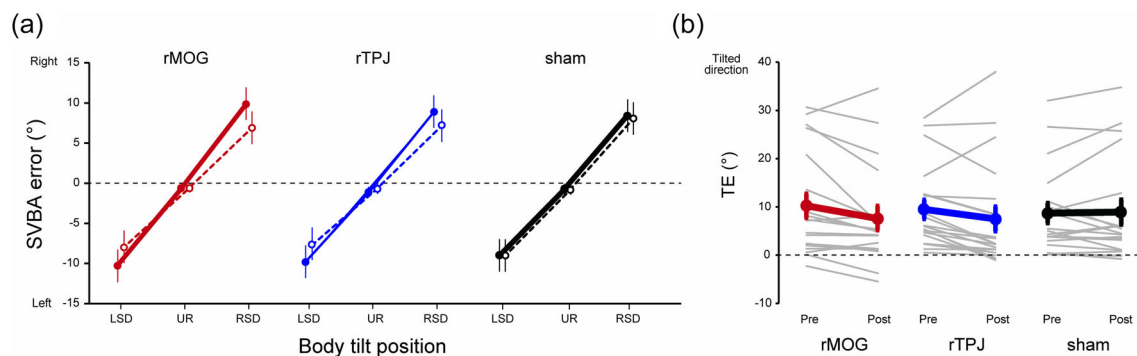 (a)
rMOG
rTPJ
sham
Right
15
10
5
0
-5
-10
Left
-15
SVBA error (°)
LSD
UR
RSD
LSD
UR
RSD
LSD
UR
RSD
Body tilt position
(b)
Tilted
direction
40
30
20
10
0
-10
TE (°)
Pre
Post
Pre
Post
Pre
Post
rMOG
rTPJ
sham